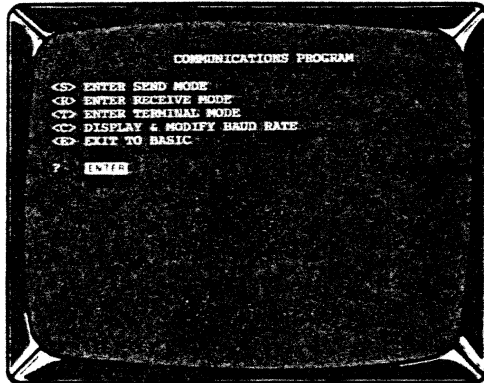 COMMUNICATIONS PROGRAM
<S> ENTER SEND MODE
<R> ENTER RECEIVE MODE
<T> ENTER TERMINAL MODE
<C> DISPLAY & MODIFY BAUD RATE
<E> EXIT TO BASIC
? ENTER